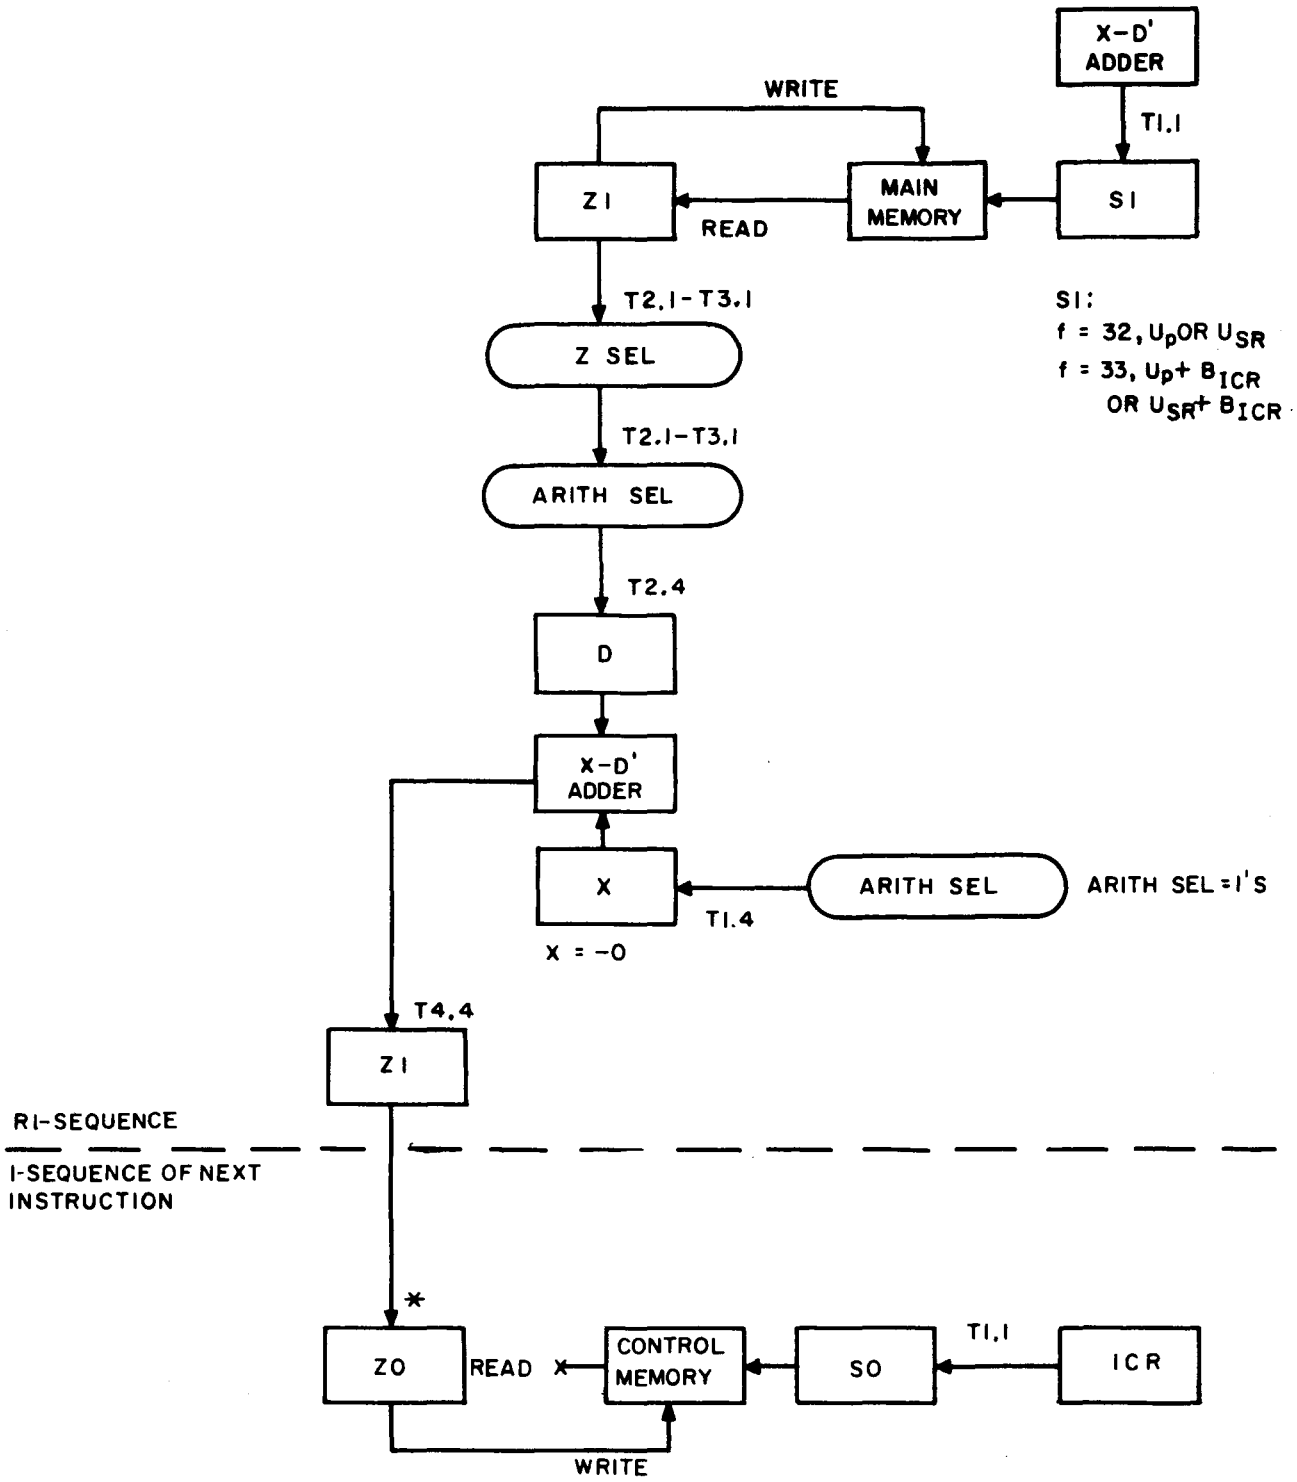 X-D'
ADDER
WRITE
T1.1
Z1
MAIN
MEMORY
S1
READ
T2.1-T3.1
S1:
f = 32, UpOR USR
f = 33, Up+ BICR
OR USR+ BICR
Z SEL
T2.1-T3.1
ARITH SEL
T2.4
D
X-D'
ADDER
X
ARITH SEL
ARITH SEL=1'S
T1.4
X = -0
T4.4
Z1
R1-SEQUENCE
I-SEQUENCE OF NEXT
INSTRUCTION
*
Z0
READ X
CONTROL
MEMORY
S0
T1.1
ICR
WRITE